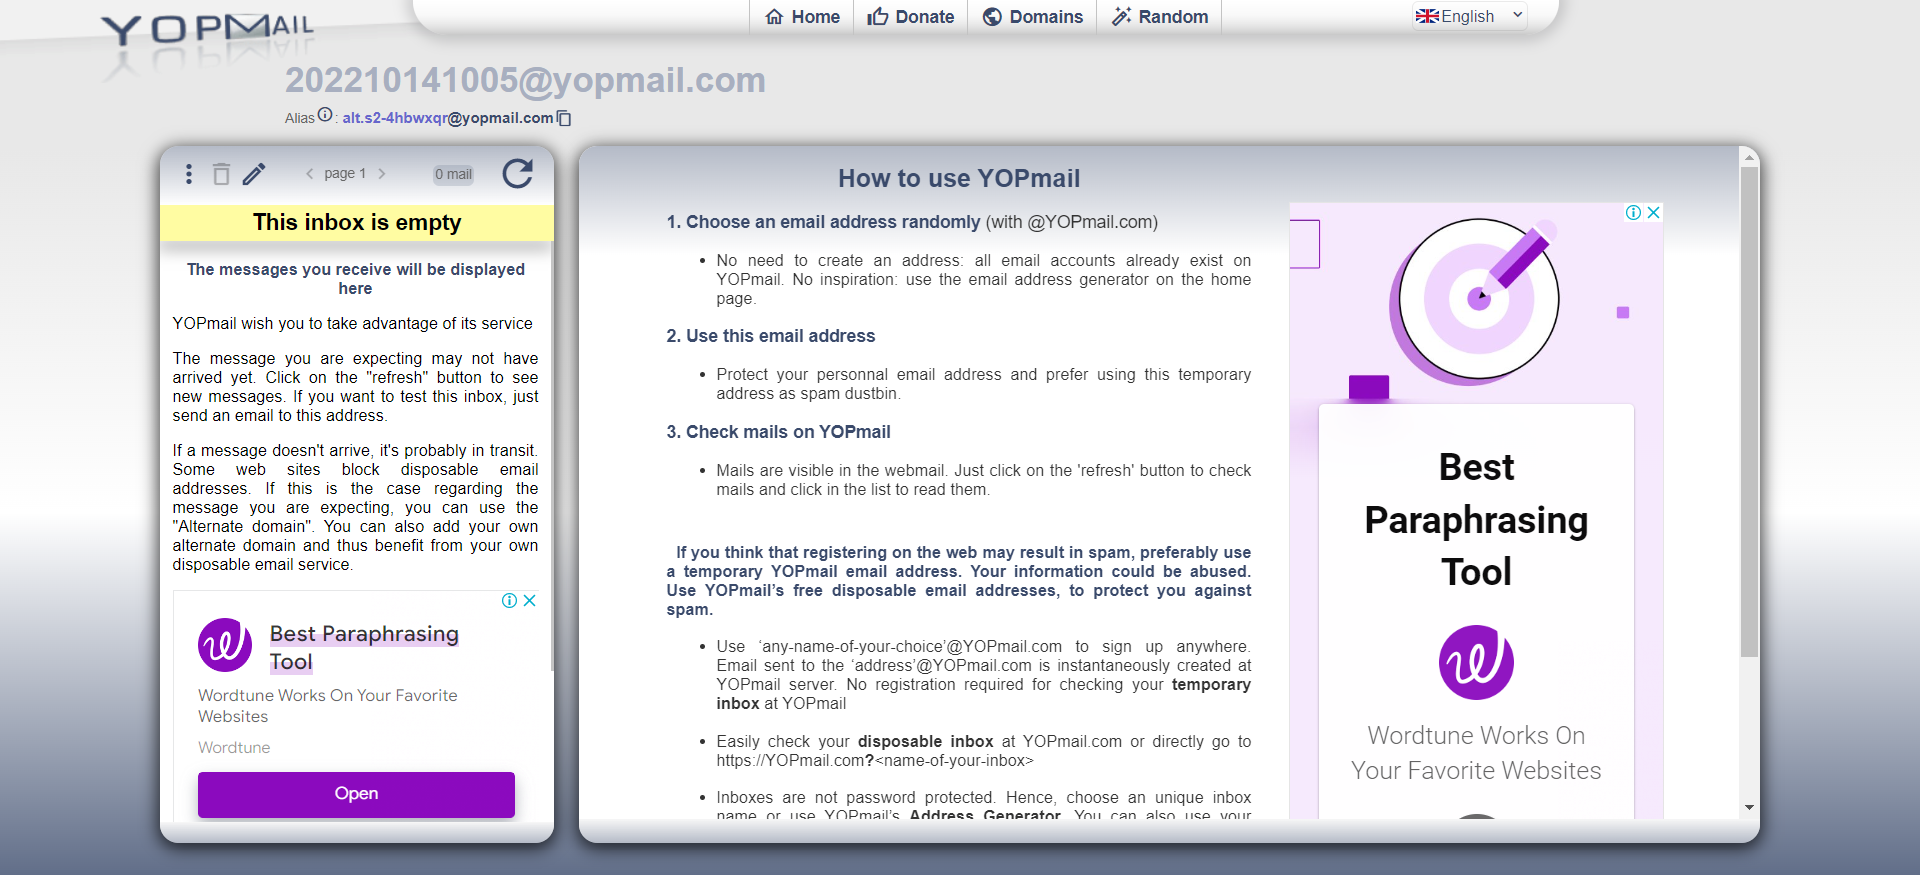 YOPMAIL
Home
Donate
Domains
Random
English
202210141005@yopmail.com
Alias : alt.s2-4hbwxqr@yopmail.com
page 1
0 mail
This inbox is empty
The messages you receive will be displayed
here
YOPmail wish you to take advantage of its service
The message you are expecting may not have
arrived yet. Click on the "refresh" button to see
new messages. If you want to test this inbox, just
send an email to this address.
If a message doesn't arrive, it's probably in transit.
Some web sites block disposable email
addresses. If this is the case regarding the
message you are expecting, you can use the
"Alternate domain". You can also add your own
alternate domain and thus benefit from your own
disposable email service.
Best Paraphrasing
Tool
Wordtune Works On Your Favorite
Websites
Wordtune
Open
How to use YOPmail
1. Choose an email address randomly (with @YOPmail.com)
• No need to create an address: all email accounts already exist on
YOPmail. No inspiration: use the email address generator on the home
page.
2. Use this email address
• Protect your personnal email address and prefer using this temporary
address as spam dustbin.
3. Check mails on YOPmail
• Mails are visible in the webmail. Just click on the 'refresh' button to check
mails and click in the list to read them.
If you think that registering on the web may result in spam, preferably use
a temporary YOPmail email address. Your information could be abused.
Use YOPmail’s free disposable email addresses, to protect you against
spam.
• Use ‘any-name-of-your-choice’@YOPmail.com to sign up anywhere.
Email sent to the ‘address’@YOPmail.com is instantaneously created at
YOPmail server. No registration required for checking your temporary
inbox at YOPmail
• Easily check your disposable inbox at YOPmail.com or directly go to
https://YOPmail.com?<name-of-your-inbox>
• Inboxes are not password protected. Hence, choose an unique inbox
name or use YOPmail’s Address Generator. You can also use your
Best
Paraphrasing
Tool
Wordtune Works On
Your Favorite Websites